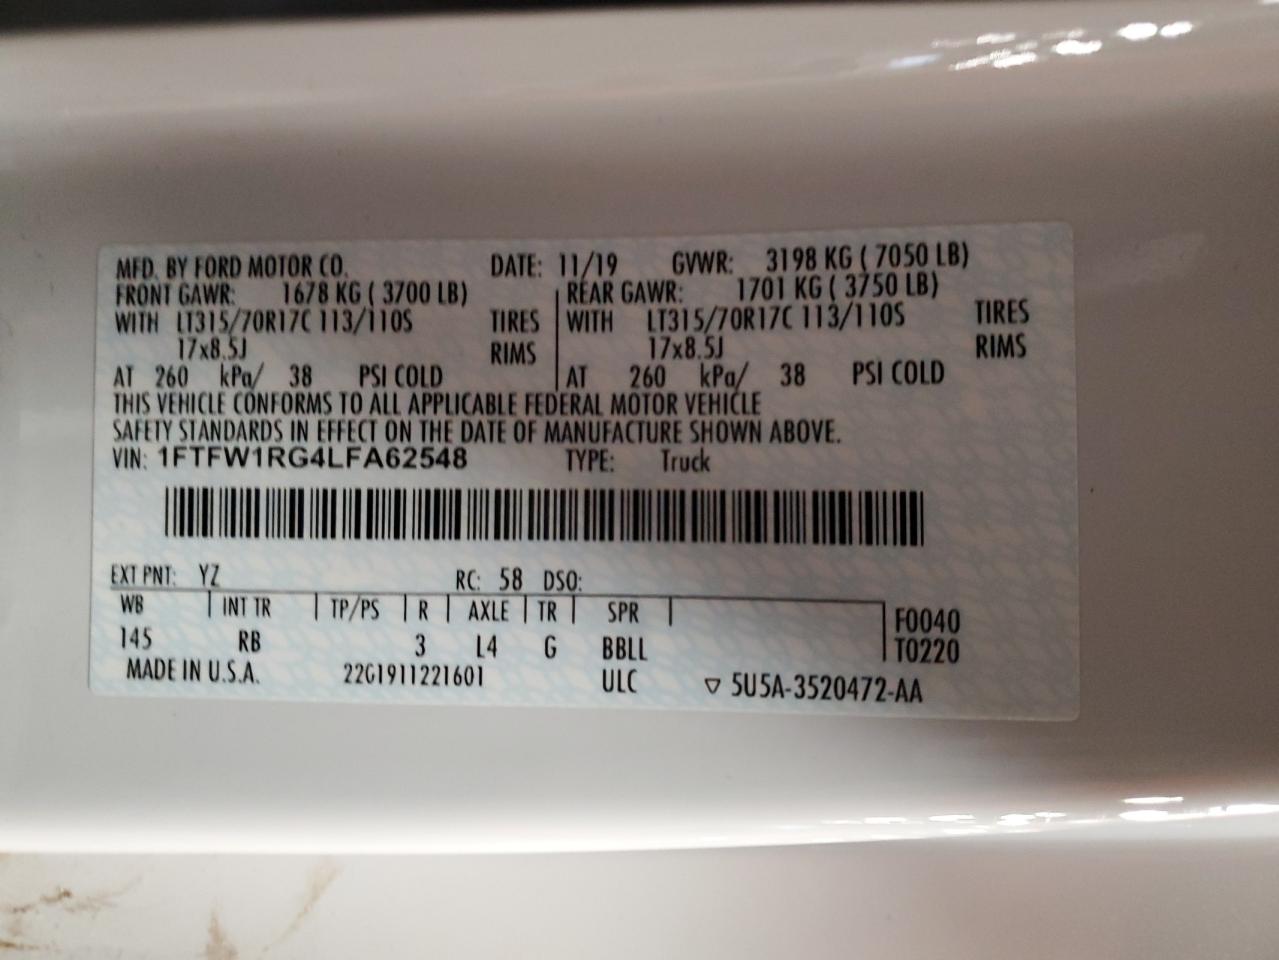 MFD. BY FORD MOTOR CO. DATE: 11/19 GVWR: 3198 KG ( 7050 LB)
FRONT GAWR: 1678 KG ( 3700 LB) REAR GAWR: 1701 KG ( 3750 LB)
WITH LT315/70R17C 113/110S TIRES WITH LT315/70R17C 113/110S TIRES
17x8.5J RIMS 17x8.5J RIMS
AT 260 kPa/ 38 PSI COLD AT 260 kPa/ 38 PSI COLD
THIS VEHICLE CONFORMS TO ALL APPLICABLE FEDERAL MOTOR VEHICLE
SAFETY STANDARDS IN EFFECT ON THE DATE OF MANUFACTURE SHOWN ABOVE.
VIN: 1FTFW1RG4LFA62548 TYPE: Truck
EXT PNT: YZ RC: 58 DSO:
WB INT TR TP/PS R AXLE TR SPR F0040
145 RB 3 L4 G BBLL T0220
MADE IN U.S.A. 22G1911221601 ULC ▽ 5U5A-3520472-AA